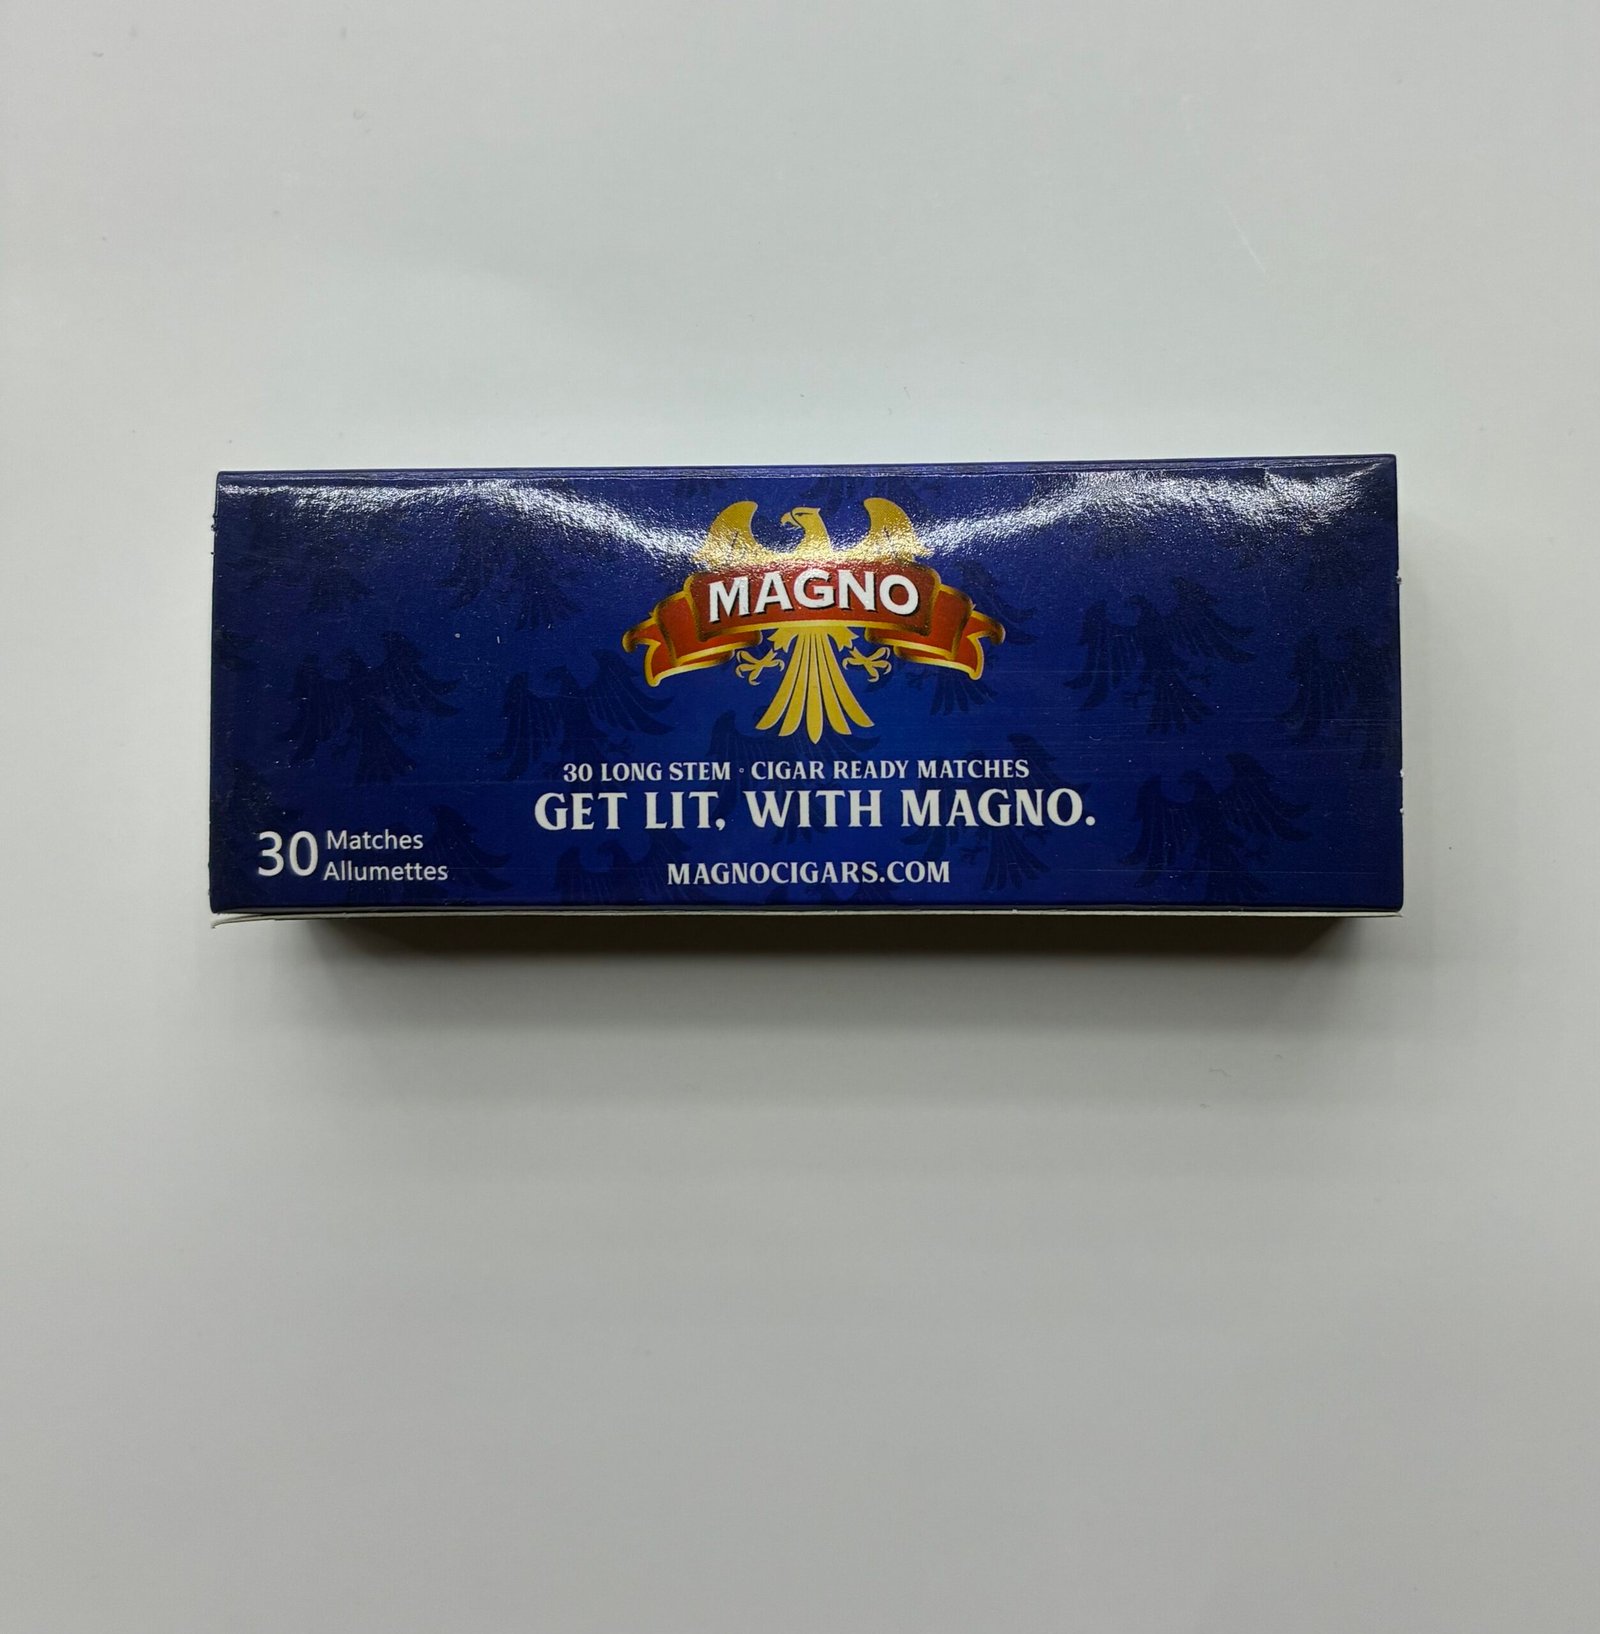 MAGNO
30 LONG STEM • CIGAR READY MATCHES
GET LIT, WITH MAGNO.
30 Matches
Allumettes
MAGNOCIGARS.COM